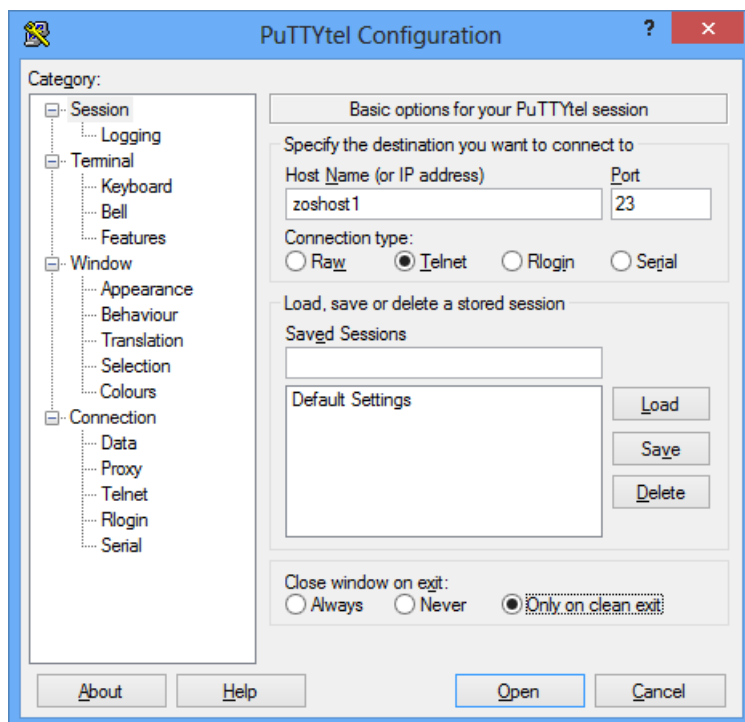 PuTTYtel Configuration
?
Category:
Session
Logging
Terminal
Keyboard
Bell
Features
Window
Appearance
Behaviour
Translation
Selection
Colours
Connection
Data
Proxy
Telnet
Rlogin
Serial
Basic options for your PuTTYtel session
Specify the destination you want to connect to
Host Name (or IP address) Port
zoshost1 23
Connection type:
Raw Telnet Rlogin Serial
Load, save or delete a stored session
Saved Sessions
Default Settings
Load
Save
Delete
Close window on exit:
Always Never Only on clean exit
About Help Open Cancel